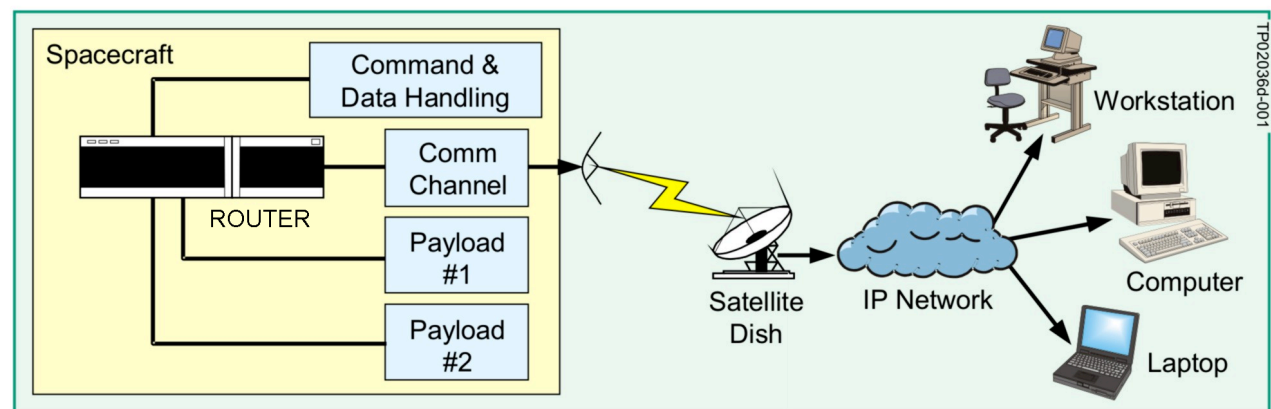 Spacecraft
Command &
Data Handling
Comm
Channel
ROUTER
Payload
#1
Payload
#2
Satellite
Dish
IP Network
Workstation
Computer
Laptop
TP02036d-001